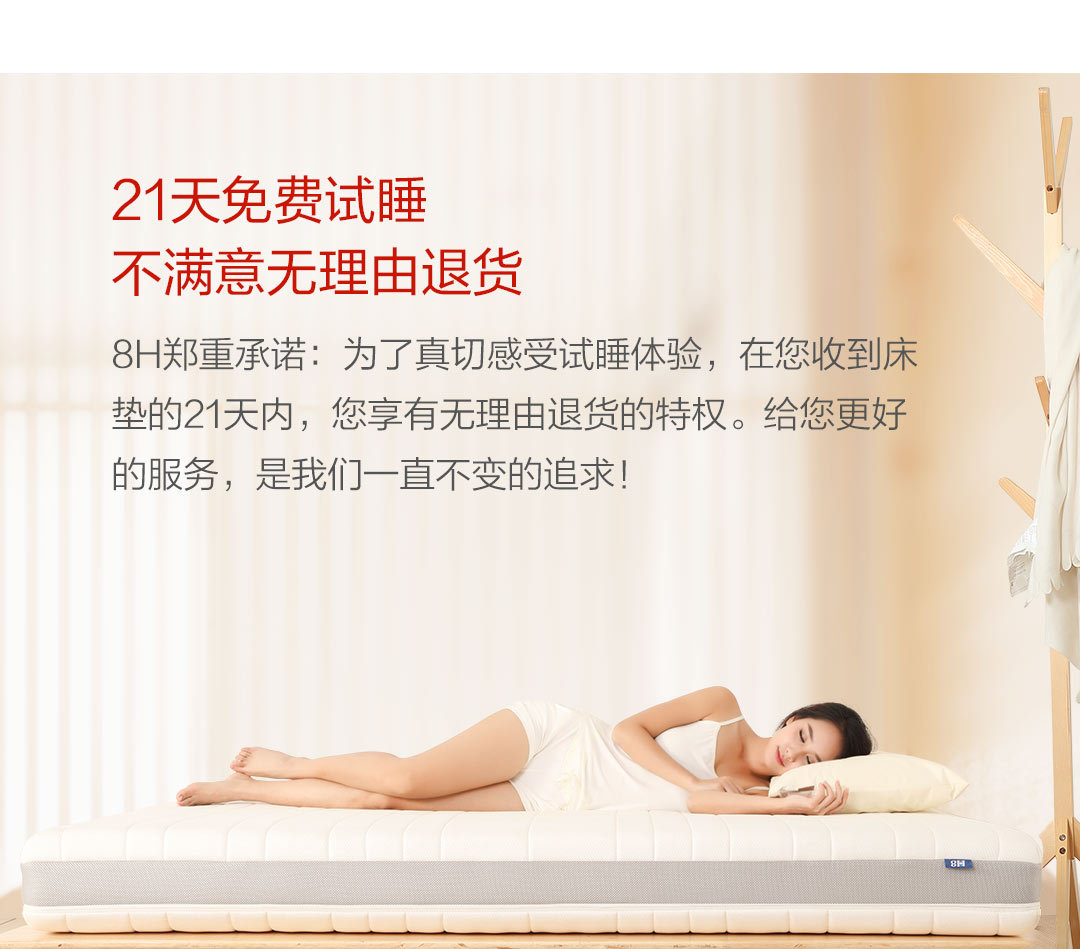 21天免费试睡
不满意无理由退货
8H郑重承诺：为了真切感受试睡体验，在您收到床
垫的21天内，您享有无理由退货的特权。给您更好
的服务，是我们一直不变的追求！
8H